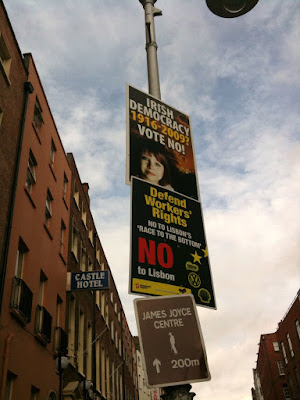 IRISH
DEMOCRACY
1916-2009?
VOTE NO!
Defend
Workers'
Rights
NO TO LISBON'S
'RACE TO THE BOTTOM'
NO
to Lisbon
CASTLE
HOTEL
JAMES JOYCE
CENTRE
200m